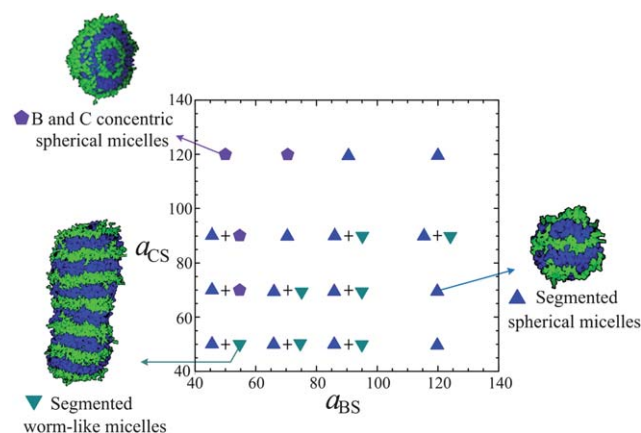 B and C concentric
spherical micelles
140
120
100
80
60
40
a_CS
+ + +
+ + +
+ + +
+ + +
40 60 80 100 120 140
a_BS
Segmented
spherical micelles
Segmented
worm-like micelles